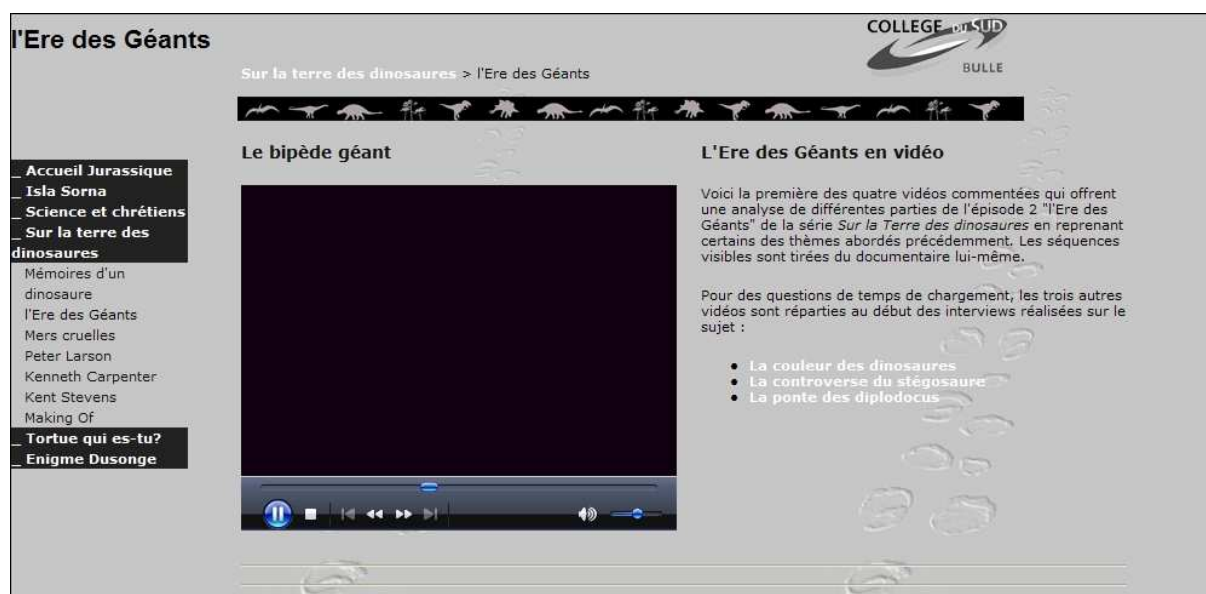 l'Ere des Géants
COLLEGE DU SUD
BULLE
Sur la terre des dinosaures > l'Ere des Géants
_ Accueil Jurassique
_ Isla Sorna
_ Science et chrétiens
_ Sur la terre des
dinosaures
Mémoires d'un
dinosaure
l'Ere des Géants
Mers cruelles
Peter Larson
Kenneth Carpenter
Kent Stevens
Making Of
_ Tortue qui es-tu?
_ Enigme Dusonge
Le bipède géant
L'Ere des Géants en vidéo
Voici la première des quatre vidéos commentées qui offrent
une analyse de différentes parties de l'épisode 2 "l'Ere des
Géants" de la série Sur la Terre des dinosaures en reprenant
certains des thèmes abordés précédemment. Les séquences
visibles sont tirées du documentaire lui-même.
Pour des questions de temps de chargement, les trois autres
vidéos sont réparties au début des interviews réalisées sur le
sujet :
• La couleur des dinosaures
• La controverse du stégosaure
• La ponte des diplodocus